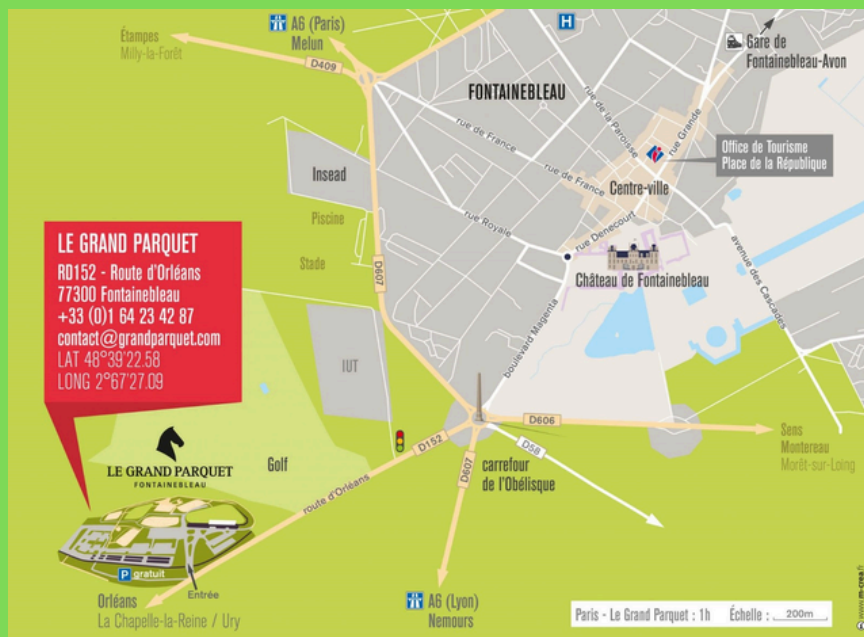 Étampes
Milly-la-Forêt
A6 (Paris)
Melun
H
Gare de
Fontainebleau-Avon
D409
FONTAINEBLEAU
rue de la Paroisse
rue Grande
rue de France
Office de Tourisme
Place de la République
Insead
rue de France
Centre-ville
Piscine
rue Royale
rue Denecourt
Stade
D607
Château de Fontainebleau
avenue des Cascades
LE GRAND PARQUET
RD152 - Route d'Orléans
77300 Fontainebleau
+33 (0)1 64 23 42 87
contact@grandparquet.com
LAT 48°39'22.58
LONG 2°67'27.09
boulevard Magenta
IUT
D606
D152
D58
Sens
Montereau
Morêt-sur-Loing
LE GRAND PARQUET
FONTAINEBLEAU
Golf
D607
carrefour
de l'Obélisque
route d'Orléans
P gratuit
Entrée
Orléans
La Chapelle-la-Reine / Ury
A6 (Lyon)
Nemours
Paris - Le Grand Parquet : 1h
Échelle : 200m